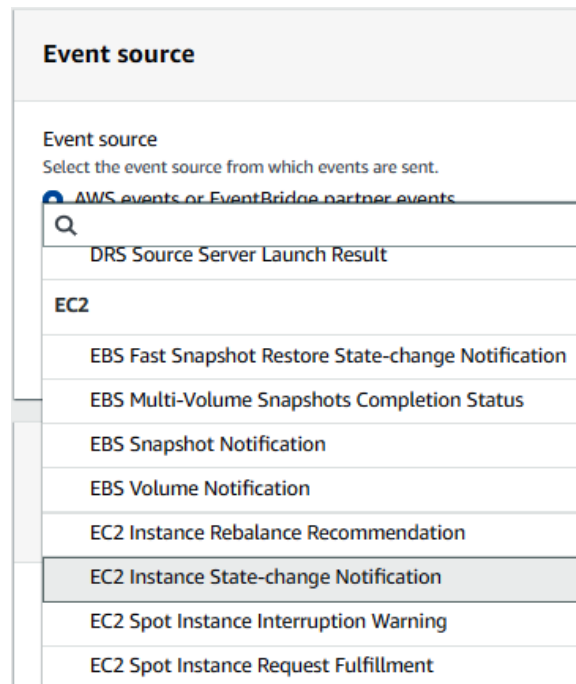 Event source
Event source
Select the event source from which events are sent.
AWS events or EventBridge partner events
DRS Source Server Launch Result
EC2
EBS Fast Snapshot Restore State-change Notification
EBS Multi-Volume Snapshots Completion Status
EBS Snapshot Notification
EBS Volume Notification
EC2 Instance Rebalance Recommendation
EC2 Instance State-change Notification
EC2 Spot Instance Interruption Warning
EC2 Spot Instance Request Fulfillment